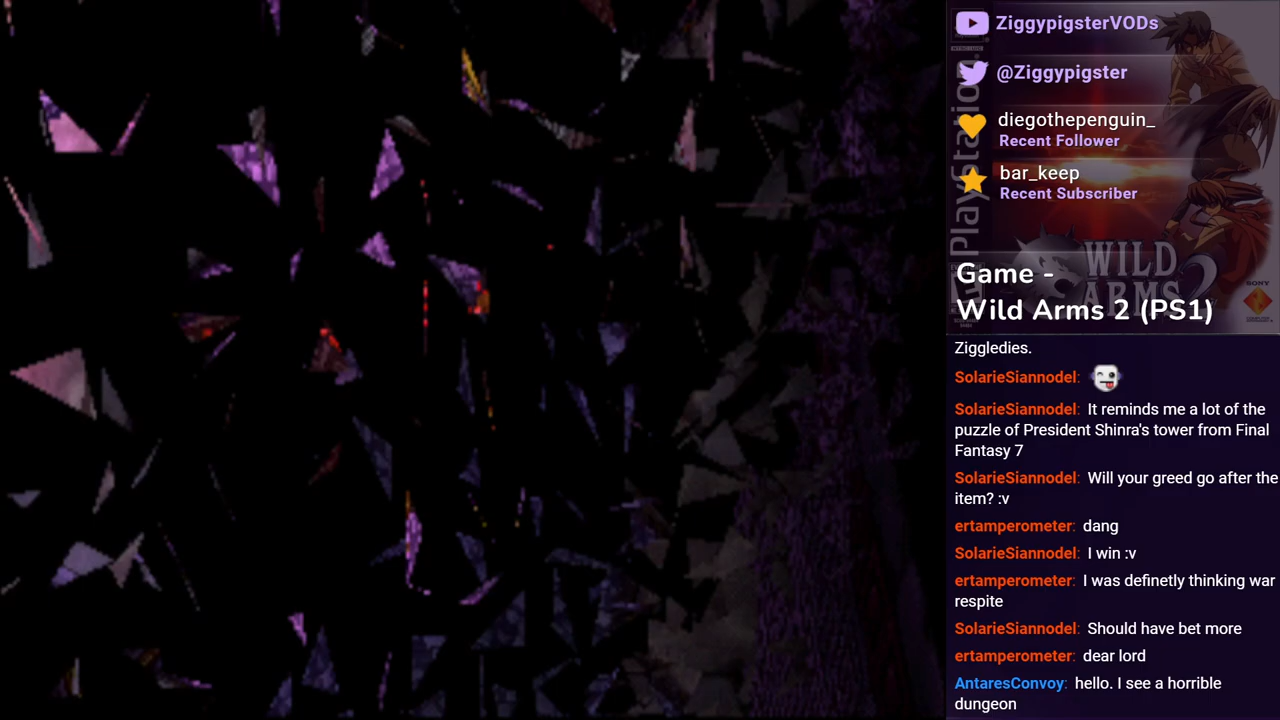 ZiggypigsterVODs
@Ziggypigster
diegothepenguin_
Recent Follower
bar_keep
Recent Subscriber
PlayStation
WILD
ARMS 2
SONY
Game -
Wild Arms 2 (PS1)
Ziggledies.
SolarieSiannodel:
SolarieSiannodel: It reminds me a lot of the
puzzle of President Shinra's tower from Final
Fantasy 7
SolarieSiannodel: Will your greed go after the
item? :v
ertamperometer: dang
SolarieSiannodel: I win :v
ertamperometer: I was definetly thinking war
respite
SolarieSiannodel: Should have bet more
ertamperometer: dear lord
AntaresConvoy: hello. I see a horrible
dungeon